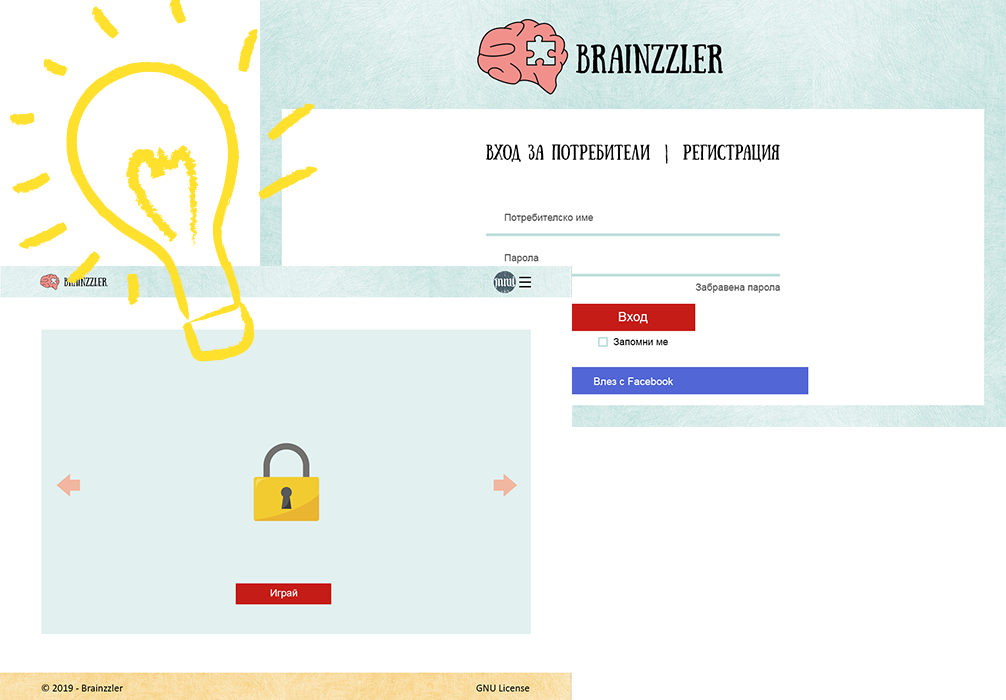 BRAINZZLER
ВХОД ЗА ПОТРЕБИТЕЛИ | РЕГИСТРАЦИЯ
Потребителско име
Парола
Забравена парола
Вход
Запомни ме
Влез с Facebook
BRAINZZLER
Играй
© 2019 - Brainzzler
GNU License